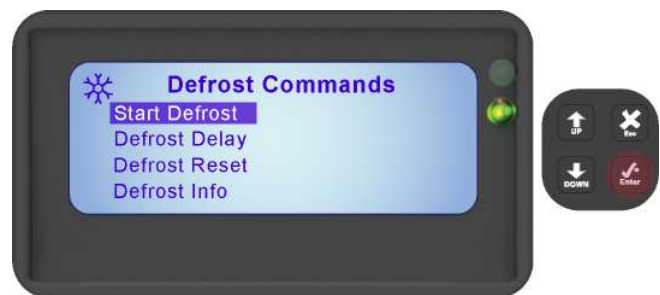 Defrost Commands
Start Defrost
Defrost Delay
Defrost Reset
Defrost Info
UP
Esc
DOWN
Enter